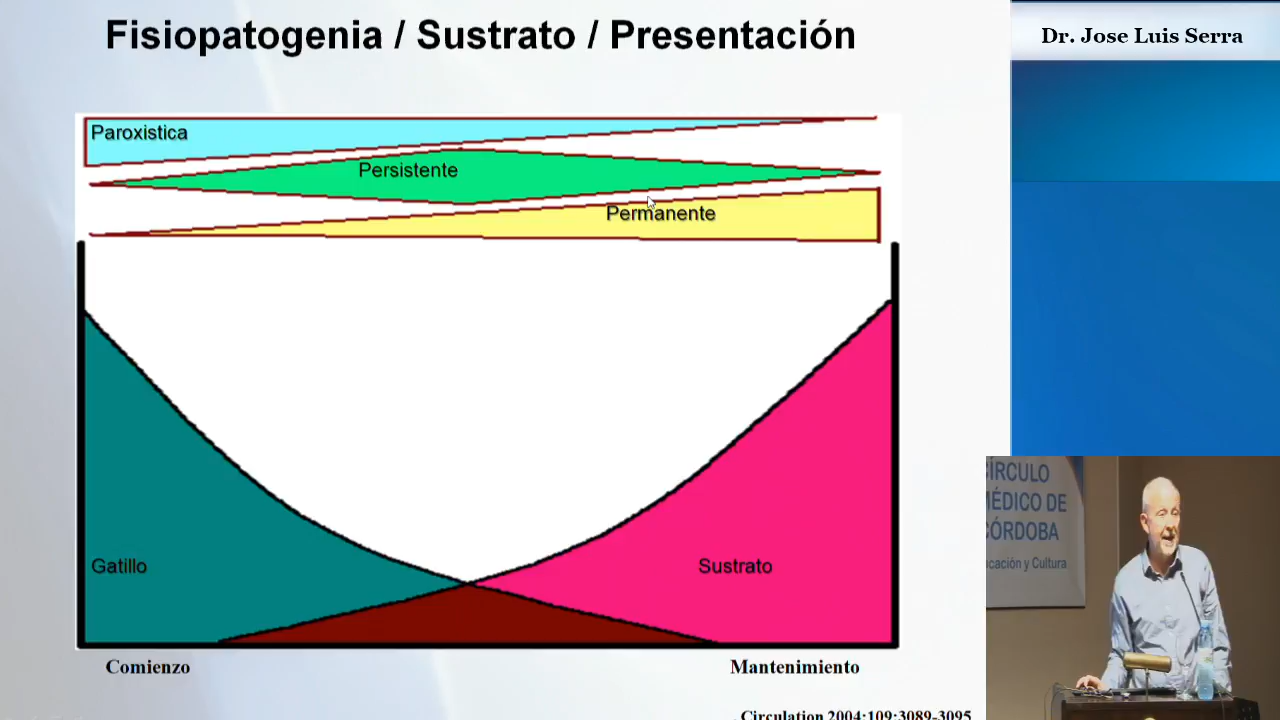 Fisiopatogenia / Sustrato / Presentación
Dr. Jose Luis Serra
Paroxistica
Persistente
Permanente
Gatillo
Sustrato
Comienzo
Mantenimiento
Circulation 2004;109:3089-3095
CÍRCULO
MÉDICO DE
CÓRDOBA
cación y Cultura